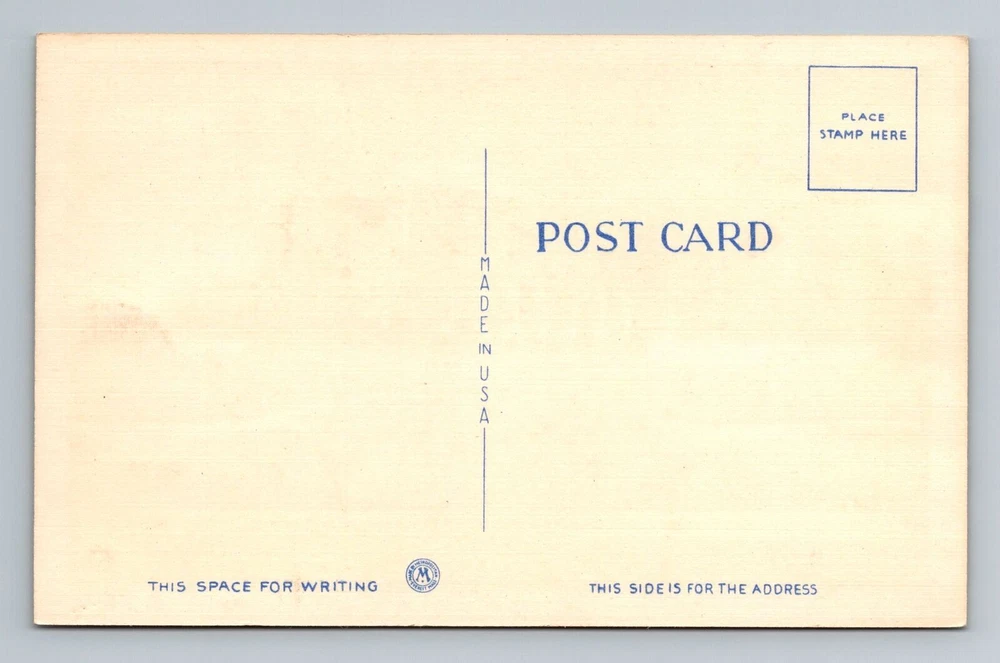 PLACE
STAMP HERE
POST CARD
MADE IN USA
THIS SPACE FOR WRITING
M
THIS SIDE IS FOR THE ADDRESS